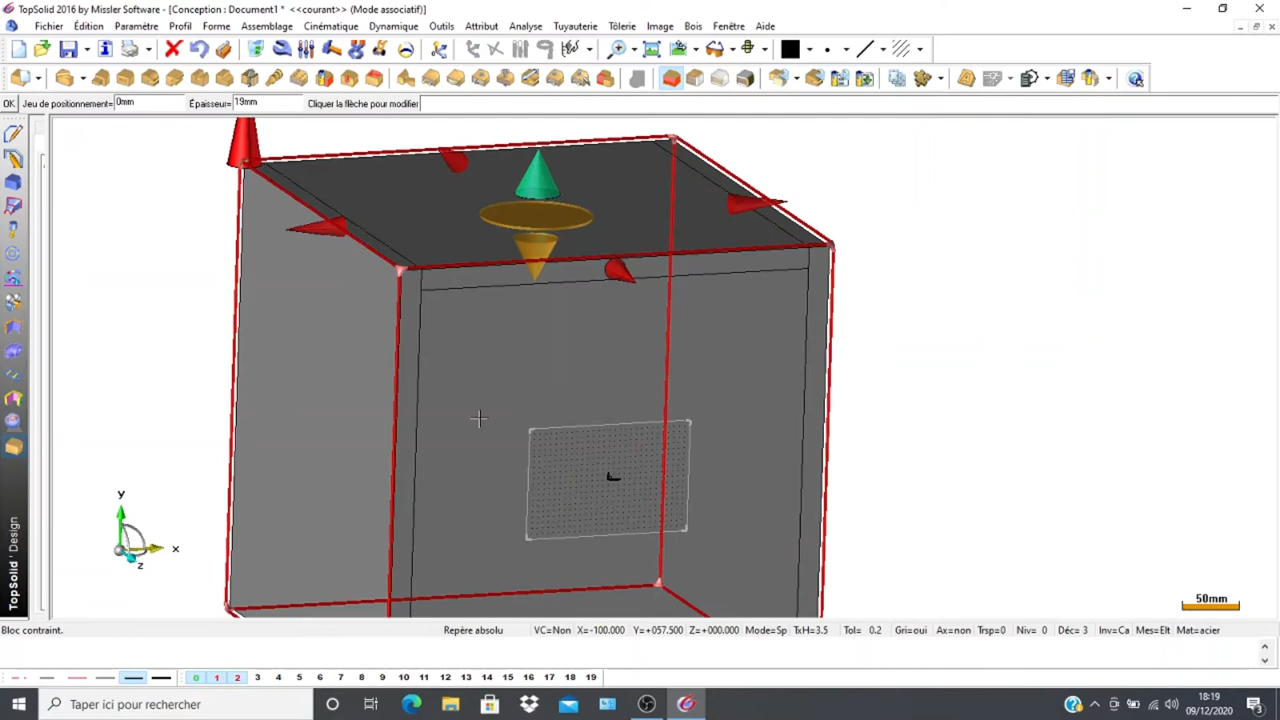 TopSolid 2016 by Missler Software - [Conception : Document1 * <<courant>> (Mode associatif)]
Fichier Édition Paramètre Profil Forme Assemblage Cinématique Dynamique Outils Attribut Analyse Tuyauterie Tôlerie Image Bois Fenêtre Aide
OK Jeu de positionnement= 0mm Épaisseur= 19mm Cliquer la flèche pour modifier
y
x
z
TopSolid'Design
50mm
Bloc contraint. Repère absolu VC=Non X=-100.000 Y=+057.500 Z=+000.000 Mode=Sp TxH=3.5 Tol= 0.2 Gri=oui Ax=non Trsp=0 Niv= 0 Déc= 3 Inv=Ca Mes=Elt Mat=acier
0 1 2 3 4 5 6 7 8 9 10 11 12 13 14 15 16 17 18 19
Taper ici pour rechercher
18:19
09/12/2020
3